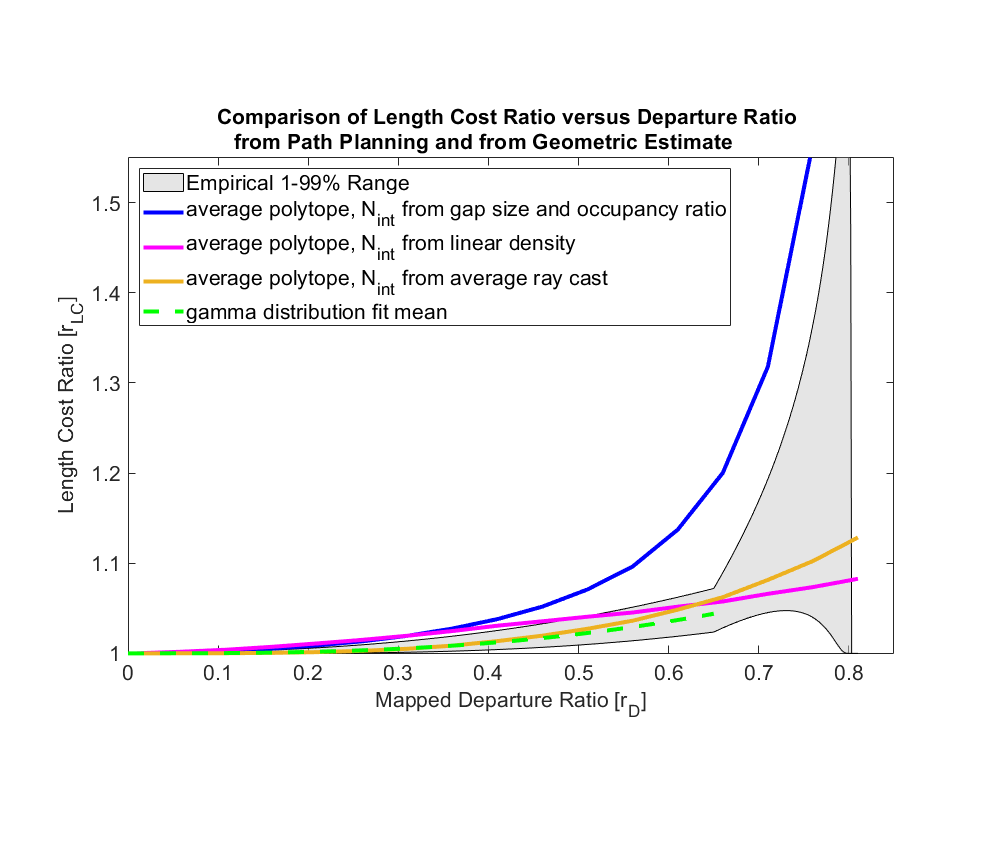 Comparison of Length Cost Ratio versus Departure Ratio
from Path Planning and from Geometric Estimate
Empirical 1-99% Range
average polytope, N_int from gap size and occupancy ratio
average polytope, N_int from linear density
average polytope, N_int from average ray cast
gamma distribution fit mean
Length Cost Ratio [r_LC]
1.5
1.4
1.3
1.2
1.1
1
0 0.1 0.2 0.3 0.4 0.5 0.6 0.7 0.8
Mapped Departure Ratio [r_D]